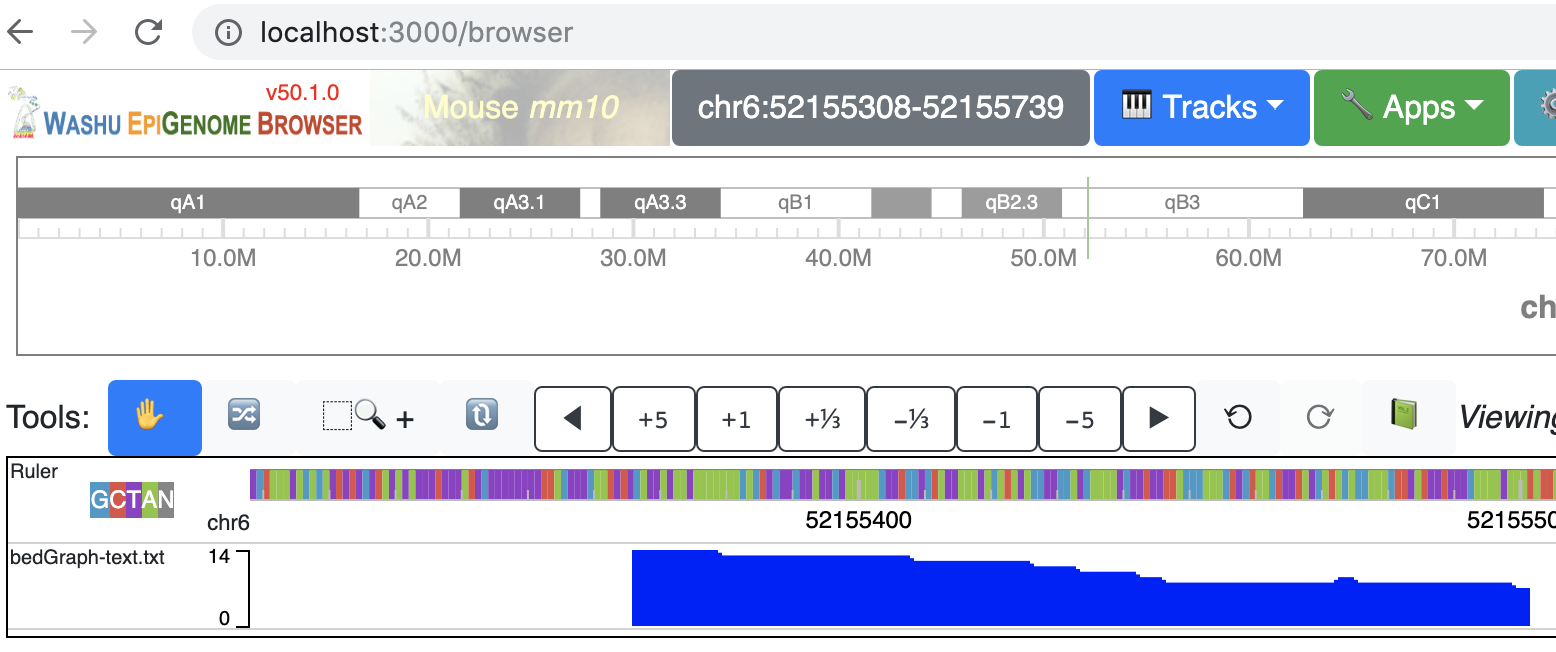 localhost:3000/browser
v50.1.0
WASHU EPIGENOME BROWSER
Mouse mm10
chr6:52155308-52155739
Tracks
Apps
qA1 qA2 qA3.1 qA3.3 qB1 qB2.3 qB3 qC1
10.0M 20.0M 30.0M 40.0M 50.0M 60.0M 70.0M
ch
Tools: + +5 +1 +⅓ -⅓ -1 -5 Viewing
Ruler
GCTAN
chr6 52155400 5215550
bedGraph-text.txt 14
0